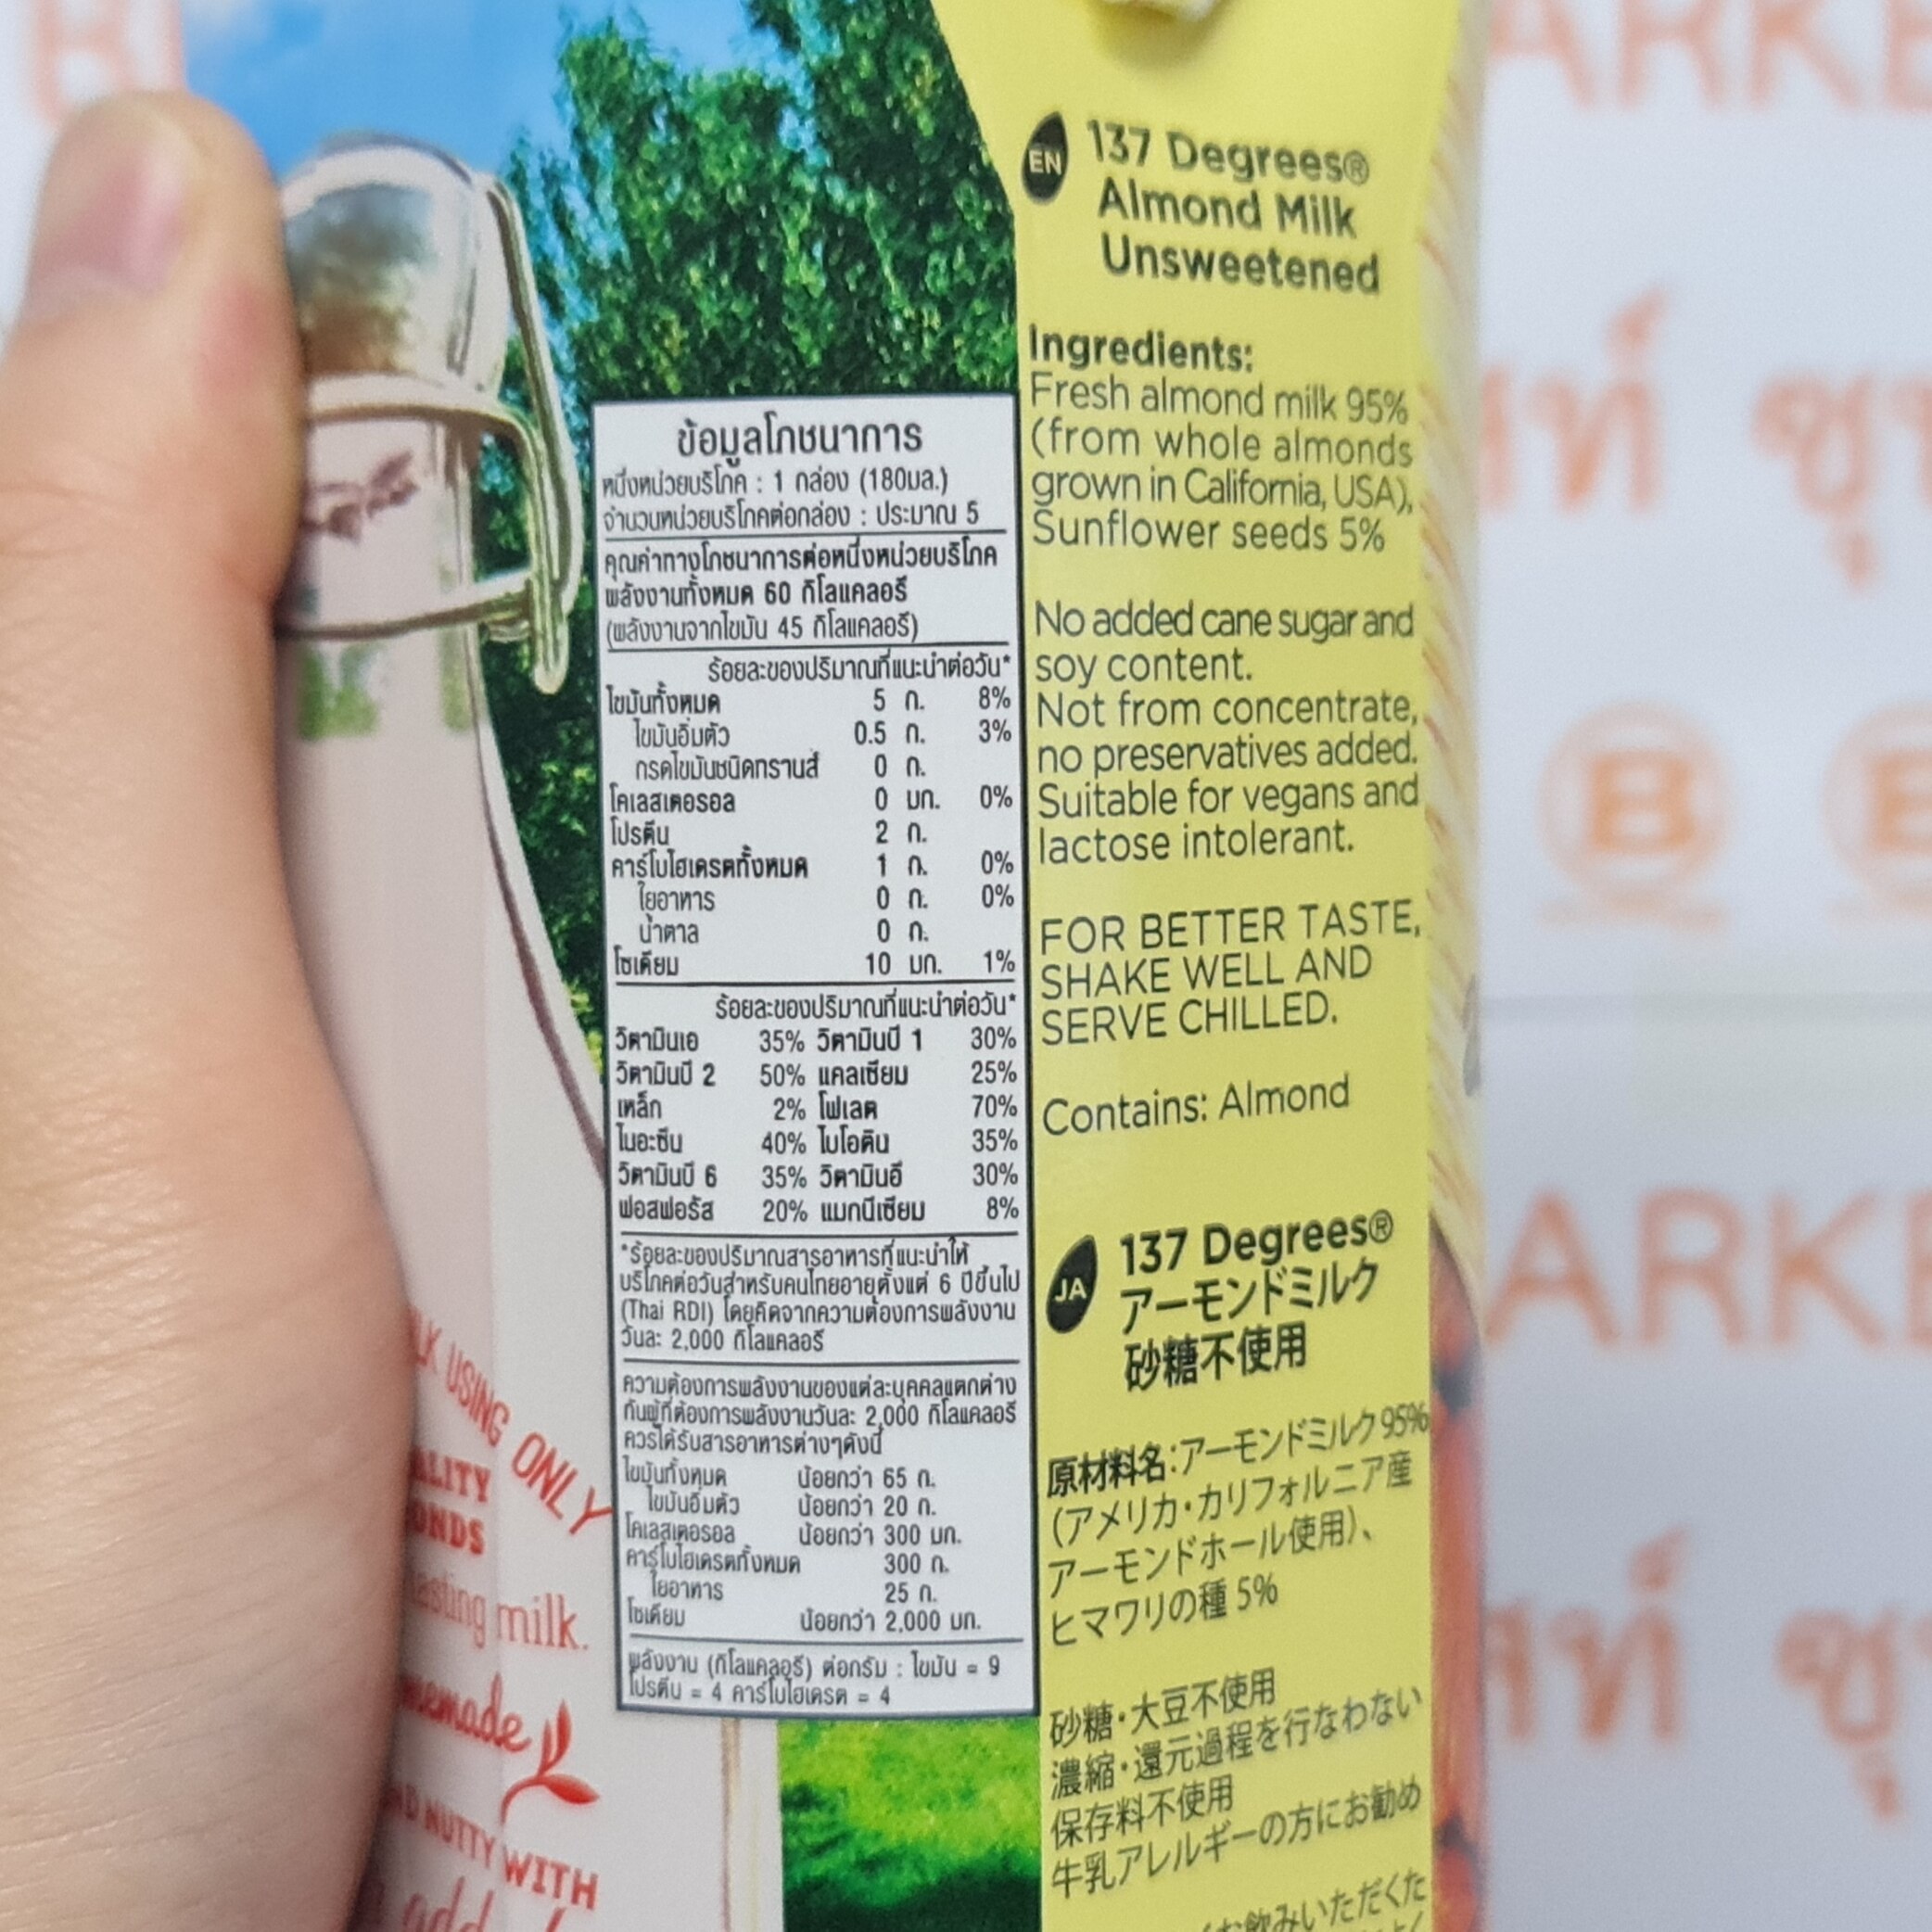 ข้อมูลโภชนาการ
หนึ่งหน่วยบริโภค : 1 กล่อง (180มล.)
จำนวนหน่วยบริโภคต่อกล่อง : ประมาณ 5
คุณค่าทางโภชนาการต่อหนึ่งหน่วยบริโภค
พลังงานทั้งหมด 60 กิโลแคลอรี
(พลังงานจากไขมัน 45 กิโลแคลอรี)
ร้อยละของปริมาณที่แนะนำต่อวัน*
ไขมันทั้งหมด 5 ก. 8%
ไขมันอิ่มตัว 0.5 ก. 3%
กรดไขมันชนิดทรานส์ 0 ก.
โคเลสเตอรอล 0 มก. 0%
โปรตีน 2 ก.
คาร์โบไฮเดรตทั้งหมด 1 ก. 0%
ใยอาหาร 0 ก. 0%
น้ำตาล 0 ก.
โซเดียม 10 มก. 1%
ร้อยละของปริมาณที่แนะนำต่อวัน*
วิตามินเอ 35% วิตามินบี 1 30%
วิตามินบี 2 50% แคลเซียม 25%
เหล็ก 2% โฟเลต 70%
ไนอะซีน 40% ไบโอติน 35%
วิตามินบี 6 35% วิตามินอี 30%
ฟอสฟอรัส 20% แมกนีเซียม 8%
*ร้อยละของปริมาณสารอาหารที่แนะนำให้
บริโภคต่อวันสำหรับคนไทยอายุตั้งแต่ 6 ปีขึ้นไป
(Thai RDI) โดยคิดจากความต้องการพลังงาน
วันละ 2,000 กิโลแคลอรี
ความต้องการพลังงานของแต่ละบุคคลแตกต่าง
กันผู้ที่ต้องการพลังงานวันละ 2,000 กิโลแคลอรี
ควรได้รับสารอาหารต่างๆดังนี้
ไขมันทั้งหมด น้อยกว่า 65 ก.
ไขมันอิ่มตัว น้อยกว่า 20 ก.
โคเลสเตอรอล น้อยกว่า 300 มก.
คาร์โบไฮเดรตทั้งหมด 300 ก.
ใยอาหาร 25 ก.
โซเดียม น้อยกว่า 2,000 มก.
พลังงาน (กิโลแคลอรี) ต่อกรัม : ไขมัน = 9
โปรตีน = 4 คาร์โบไฮเดรต = 4
EN 137 Degrees®
Almond Milk
Unsweetened
Ingredients:
Fresh almond milk 95%
(from whole almonds
grown in California, USA),
Sunflower seeds 5%
No added cane sugar and
soy content.
Not from concentrate,
no preservatives added.
Suitable for vegans and
lactose intolerant.
FOR BETTER TASTE,
SHAKE WELL AND
SERVE CHILLED.
Contains: Almond
JA 137 Degrees®
アーモンドミルク
砂糖不使用
原材料名:アーモンドミルク95%
(アメリカ・カリフォルニア産
アーモンドホール使用)、
ヒマワリの種 5%
砂糖・大豆不使用
濃縮・還元過程を行なわない
保存料不使用
牛乳アレルギーの方にお勧め
USING ONLY
milk.
NUTTY WITH
B